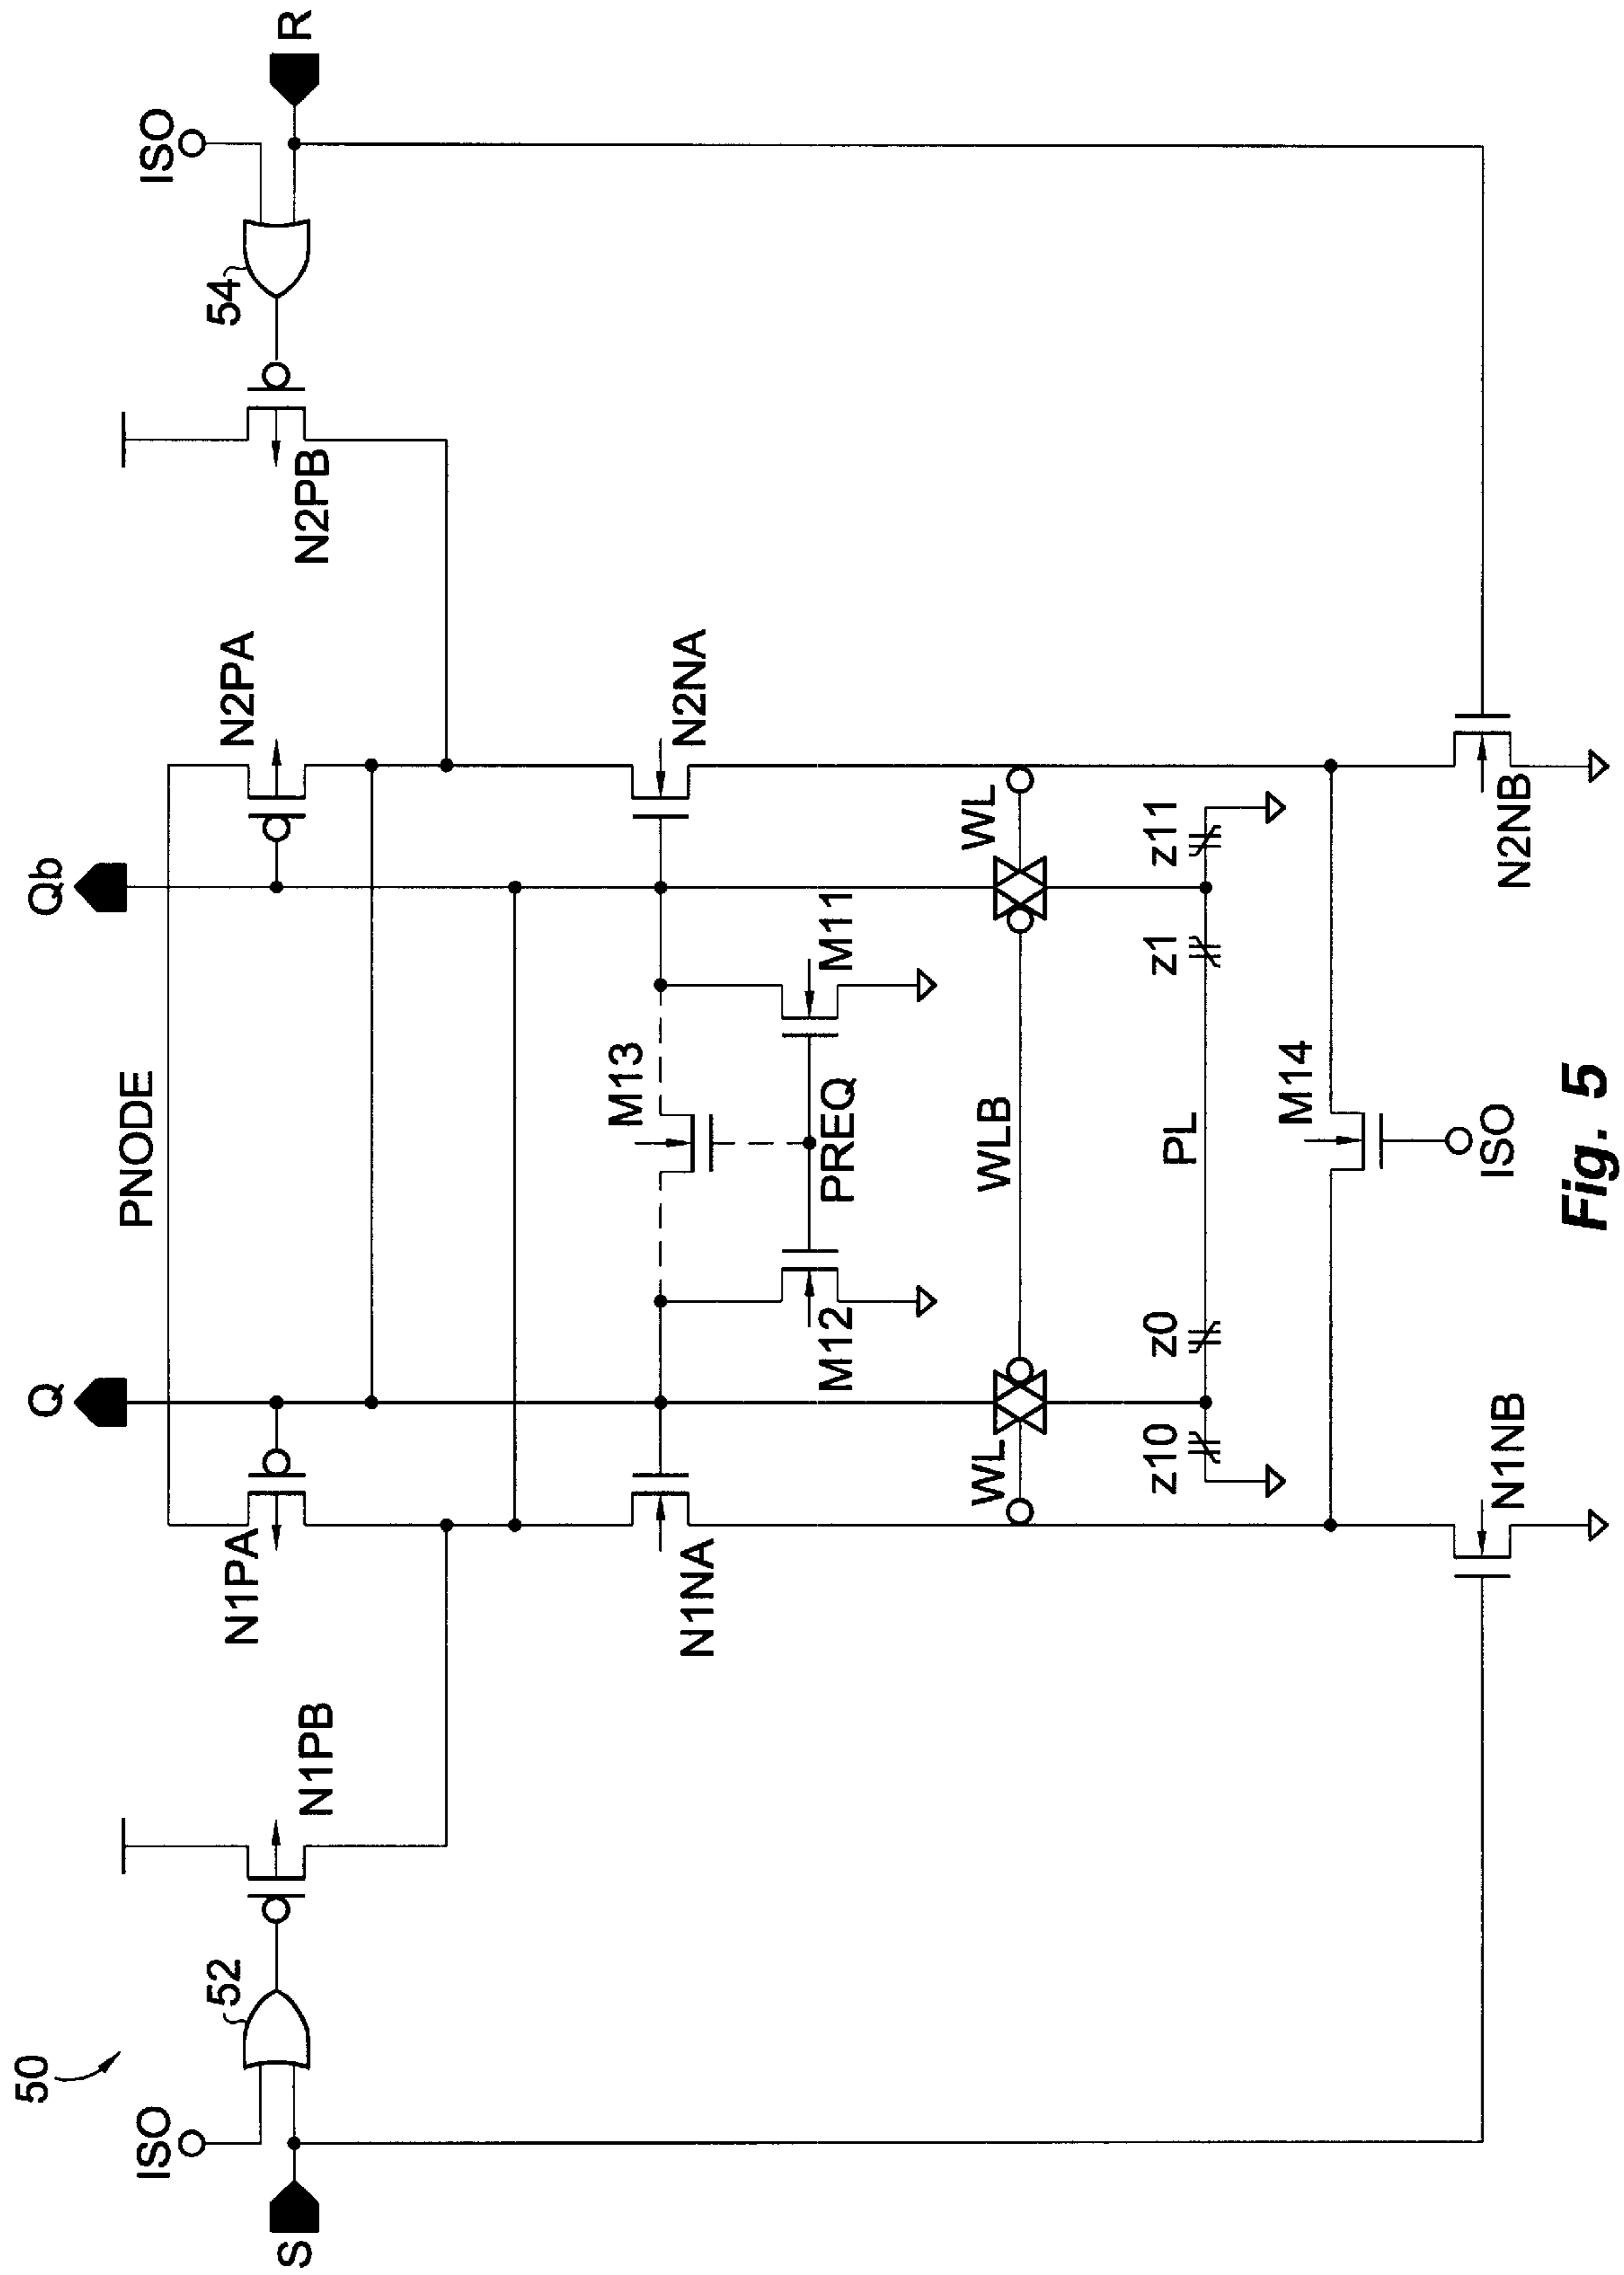 50
ISO
S
52
N1PB
N1PA
Q
PNODE
Qb
N2PA
N2PB
54
ISO
R
N1NA
M13
N2NA
M12
PREQ
M11
WL
WLB
WL
z10
z0
PL
z1
z11
M14
ISO
N1NB
N2NB
Fig. 5